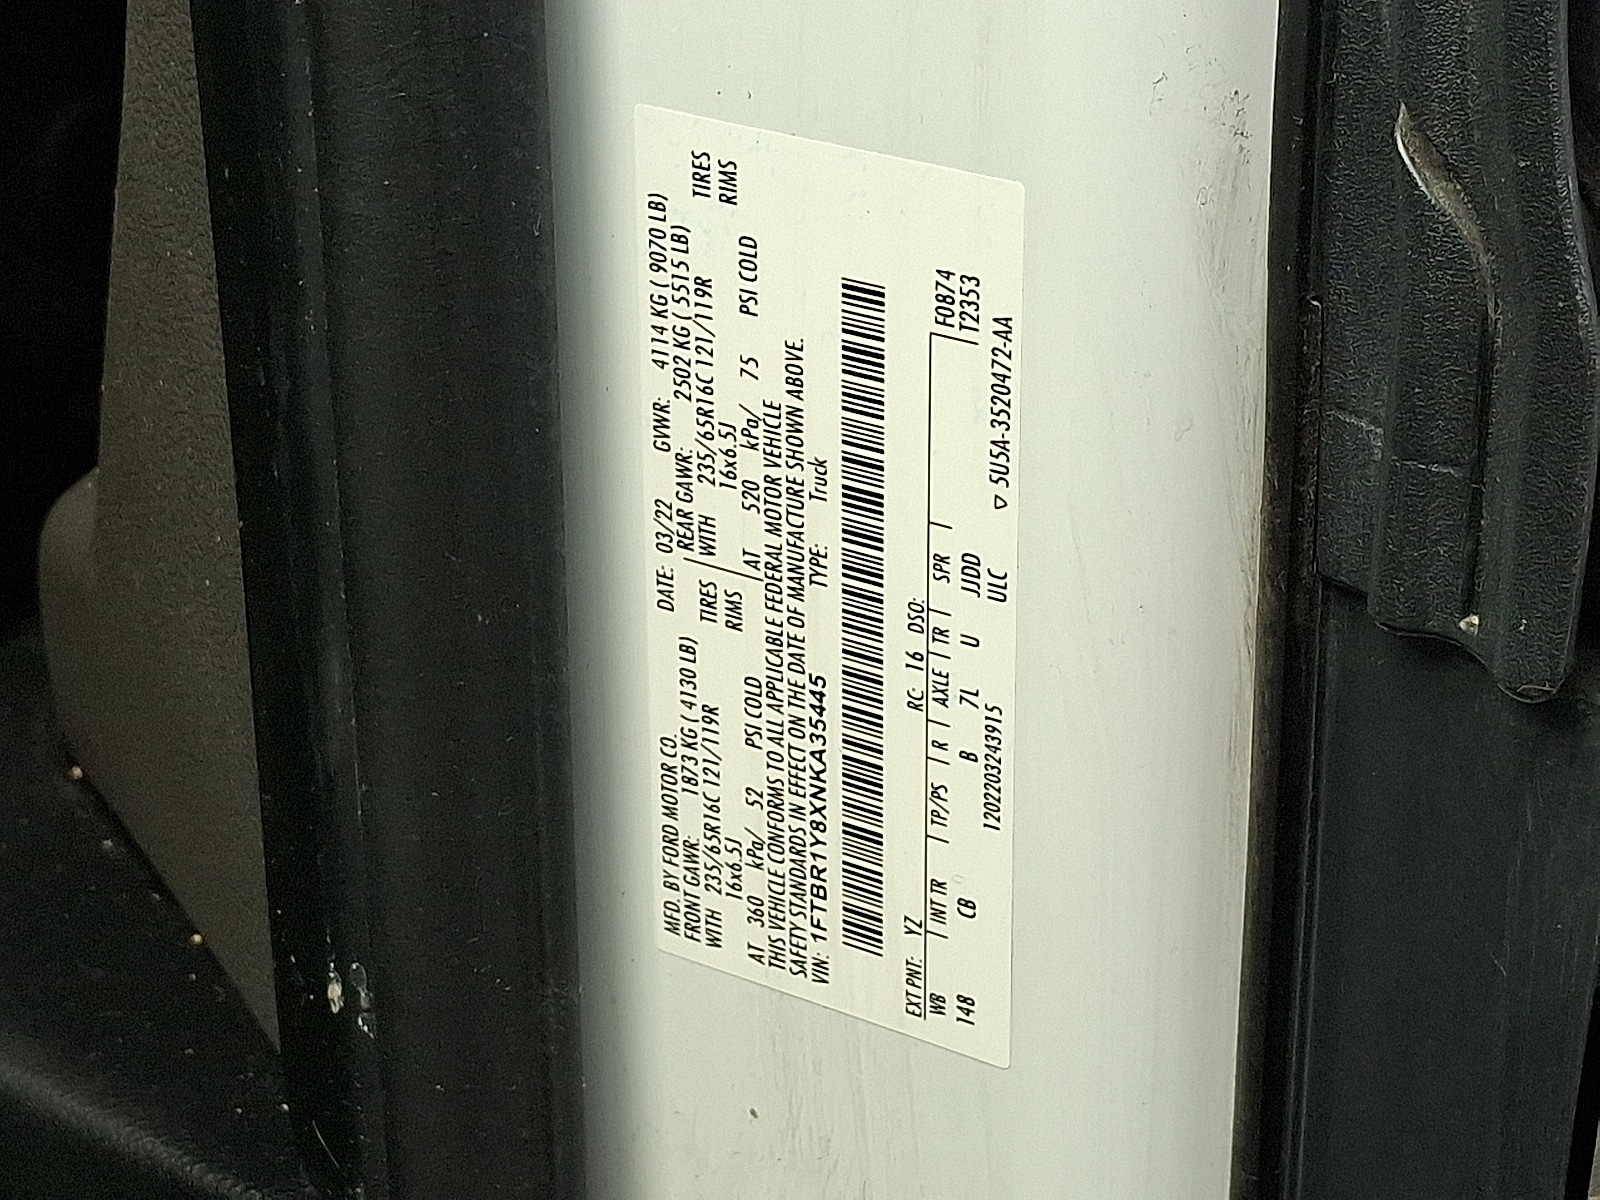 MFD. BY FORD MOTOR CO. DATE: 03/22 GVWR: 4114 KG ( 9070 LB)
FRONT GAWR: 1873 KG ( 4130 LB) REAR GAWR: 2502 KG ( 5515 LB)
WITH 235/65R16C 121/119R TIRES WITH 235/65R16C 121/119R TIRES
16x6.5J RIMS 16x6.5J RIMS
AT 360 kPa/ 52 PSI COLD AT 520 kPa/ 75 PSI COLD
THIS VEHICLE CONFORMS TO ALL APPLICABLE FEDERAL MOTOR VEHICLE
SAFETY STANDARDS IN EFFECT ON THE DATE OF MANUFACTURE SHOWN ABOVE.
VIN: 1FTBR1Y8XNKA35445 TYPE: Truck
EXT PNT: YZ RC: 16 DSO: F0874
WB INT TR TP/PS R AXLE TR SPR T2353
148 CB B 7L U JJDD
12022032439​15 ULC ▽ 5U5A-3520472-AA